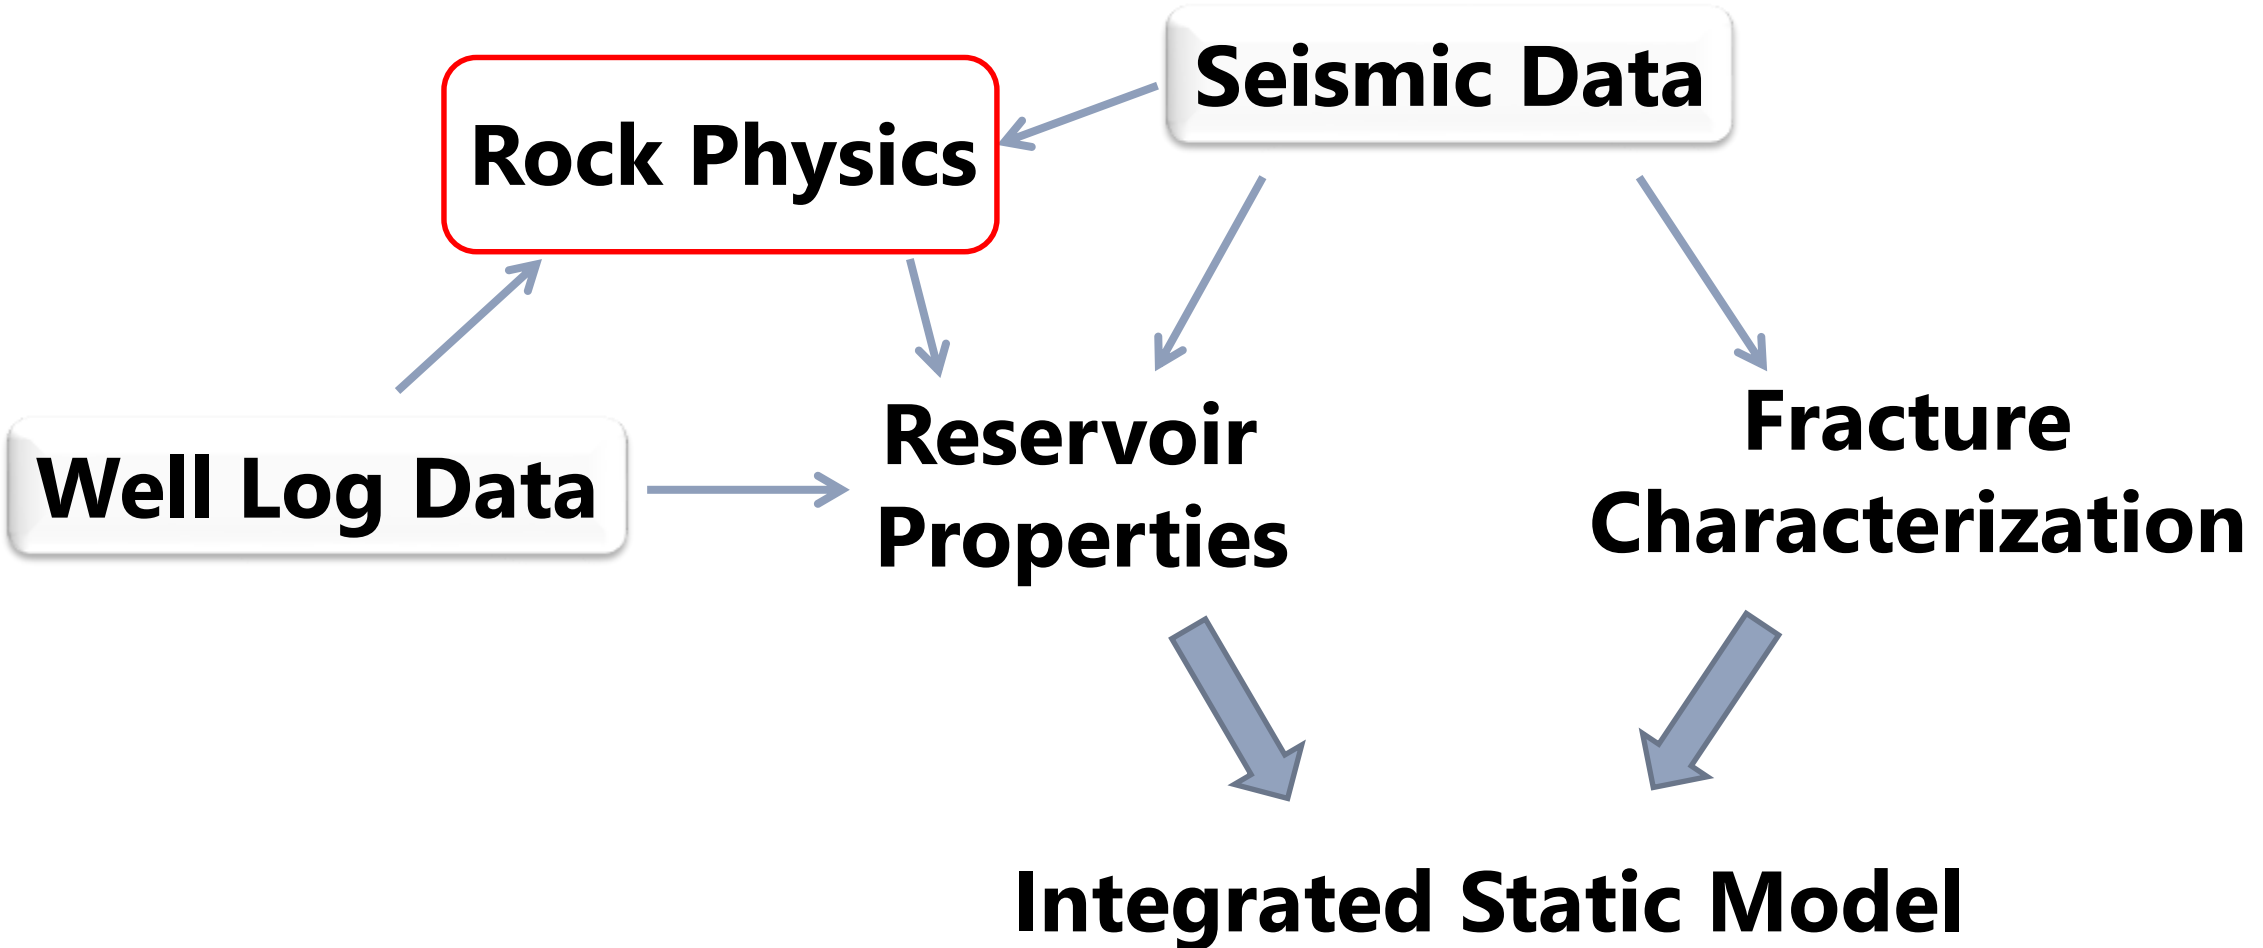 Seismic Data
Rock Physics
Well Log Data
Reservoir
Properties
Fracture
Characterization
Integrated Static Model